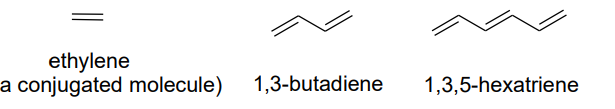 ethylene
a conjugated molecule)
1,3-butadiene
1,3,5-hexatriene